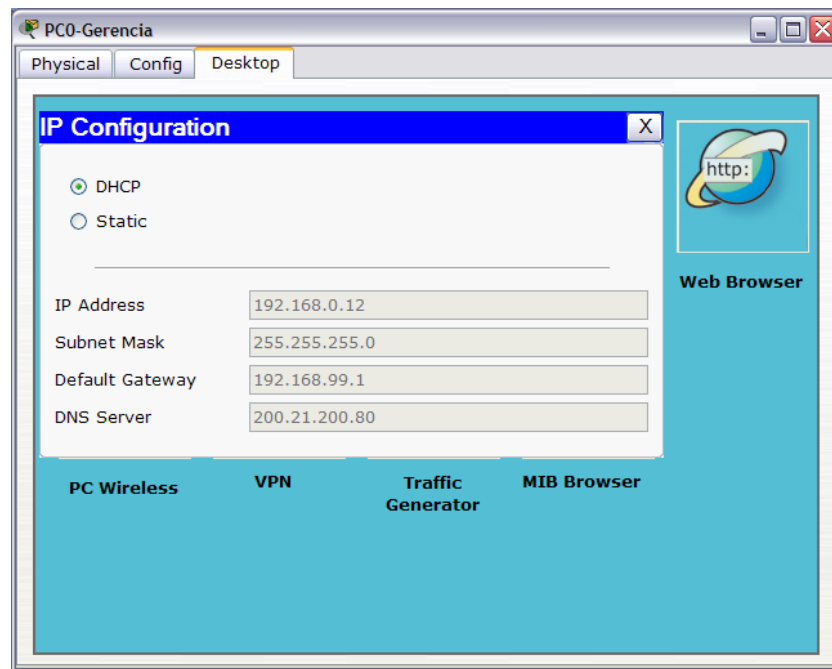 PC0-Gerencia
Physical Config Desktop
IP Configuration X
DHCP
Static
http:
Web Browser
IP Address 192.168.0.12
Subnet Mask 255.255.255.0
Default Gateway 192.168.99.1
DNS Server 200.21.200.80
PC Wireless VPN Traffic Generator MIB Browser